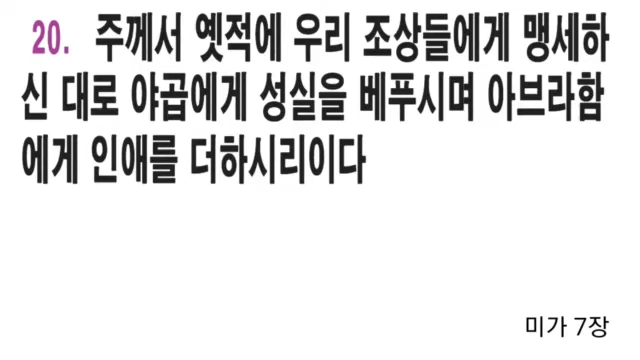 20. 주께서 옛적에 우리 조상들에게 맹세하
신 대로 야곱에게 성실을 베푸시며 아브라함
에게 인애를 더하시리이다
미가 7장